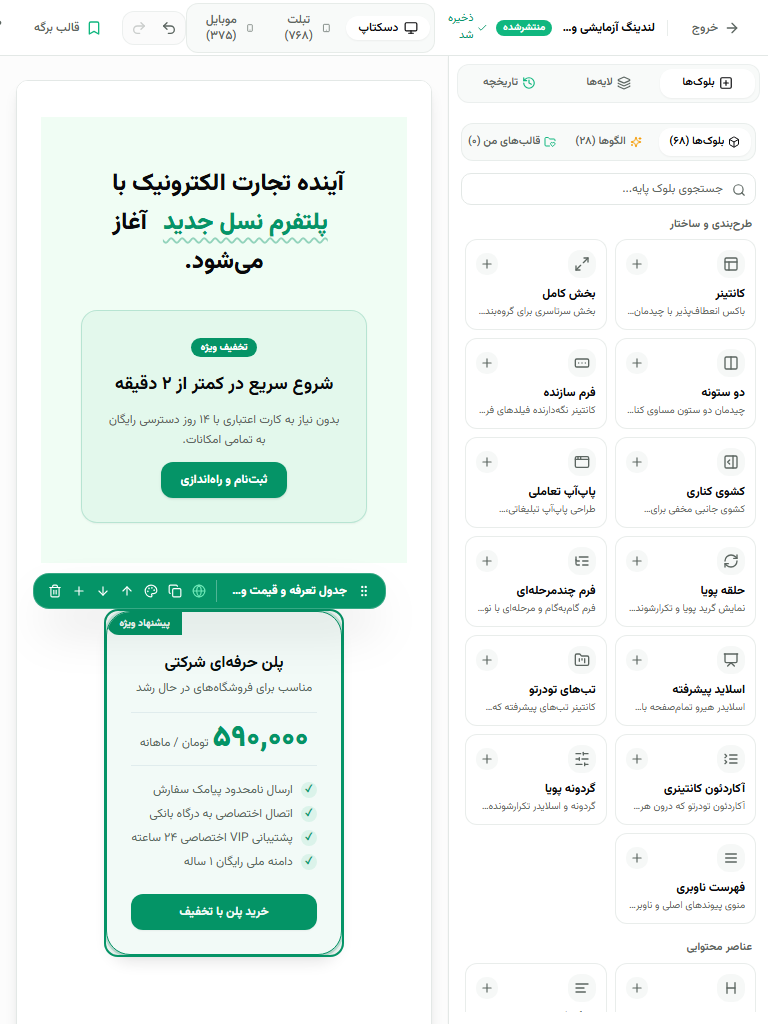 خروج
لندینگ آزمایشی و...
منتشرشده
ذخیره شد
دسکتاپ
تبلت (۷۶۸)
موبایل (۳۷۵)
قالب برگه
بلوک‌ها
لایه‌ها
تاریخچه
بلوک‌ها (۶۸)
الگوها (۲۸)
قالب‌های من (۰)
جستجوی بلوک پایه...
طرح‌بندی و ساختار
کانتینر
باکس انعطاف‌پذیر با چیدمان...
بخش کامل
بخش سرتاسری برای گروه‌بند...
دو ستونه
چیدمان دو ستون مساوی کنا...
فرم سازنده
کانتینر نگه‌دارنده فیلدهای فر...
کشوی کناری
کشوی جانبی مخفی برای...
پاپ‌آپ تعاملی
طراحی پاپ‌آپ تبلیغاتی،...
حلقه پویا
نمایش گرید پویا و تکرارشوند...
فرم چندمرحله‌ای
فرم گام‌به‌گام و مرحله‌ای با نو...
اسلاید پیشرفته
اسلایدر هیرو تمام‌صفحه با...
تب‌های تودرتو
کانتینر تب‌های پیشرفته که...
آکاردئون کانتینری
آکاردئون تودرتو که درون هر...
گردونه پویا
گردونه و اسلایدر تکرارشونده...
فهرست ناوبری
منوی پیوندهای اصلی و ناوبر...
عناصر محتوایی
آینده تجارت الکترونیک با
پلتفرم نسل جدید آغاز
می‌شود.
تخفیف ویژه
شروع سریع در کمتر از ۲ دقیقه
بدون نیاز به کارت اعتباری با ۱۴ روز دسترسی رایگان
به تمامی امکانات.
ثبت‌نام و راه‌اندازی
جدول تعرفه و قیمت و...
پیشنهاد ویژه
پلن حرفه‌ای شرکتی
مناسب برای فروشگاه‌های در حال رشد
۵۹۰,۰۰۰ تومان / ماهانه
✓ ارسال نامحدود پیامک سفارش
✓ اتصال اختصاصی به درگاه بانکی
✓ پشتیبانی VIP اختصاصی ۲۴ ساعته
✓ دامنه ملی رایگان ۱ ساله
خرید پلن با تخفیف